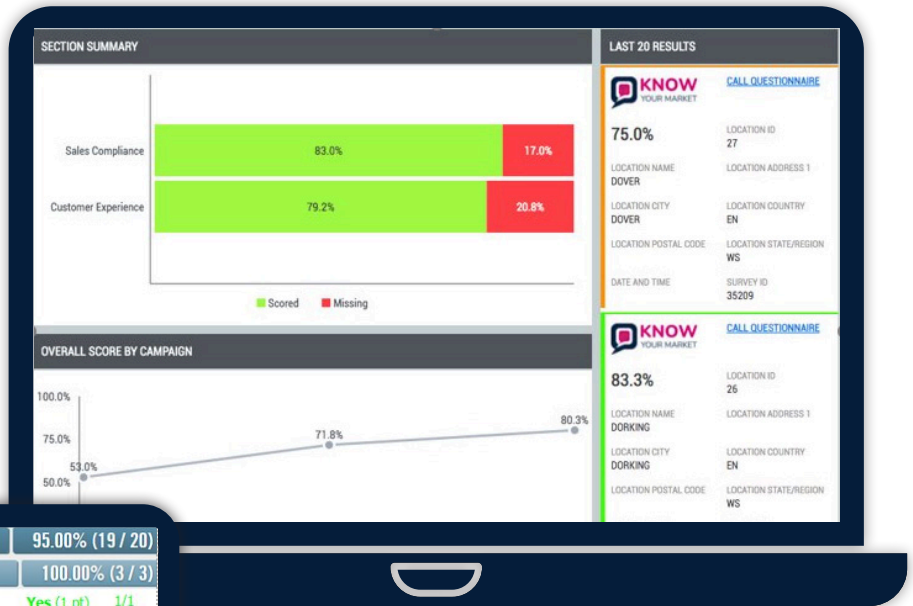 SECTION SUMMARY
Sales Compliance 83.0% 17.0%
Customer Experience 79.2% 20.8%
Scored Missing
OVERALL SCORE BY CAMPAIGN
100.0%
75.0%
50.0%
53.0% 71.8% 80.3%
LAST 20 RESULTS
KNOW CALL QUESTIONNAIRE
YOUR MARKET
75.0% LOCATION ID
27
LOCATION NAME LOCATION ADDRESS 1
DOVER
LOCATION CITY LOCATION COUNTRY
DOVER EN
LOCATION POSTAL CODE LOCATION STATE/REGION
WS
DATE AND TIME SURVEY ID
35209
KNOW CALL QUESTIONNAIRE
YOUR MARKET
83.3% LOCATION ID
26
LOCATION NAME LOCATION ADDRESS 1
DORKING
LOCATION CITY LOCATION COUNTRY
DORKING EN
LOCATION POSTAL CODE LOCATION STATE/REGION
WS
95.00% (19 / 20)
100.00% (3 / 3)
Yes (1 pt) 1/1